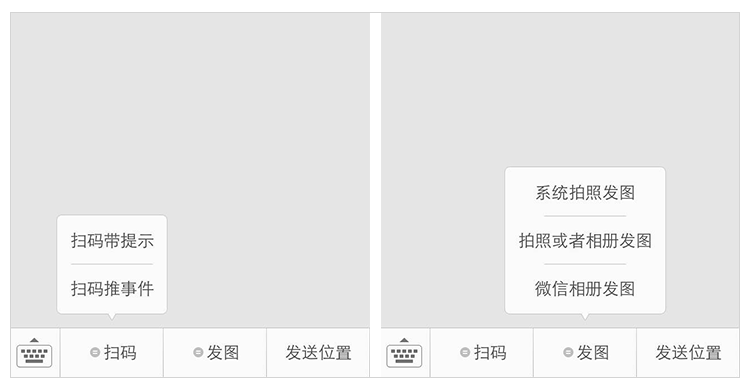 扫码带提示
扫码推事件
扫码
发图
发送位置
系统拍照发图
拍照或者相册发图
微信相册发图
扫码
发图
发送位置